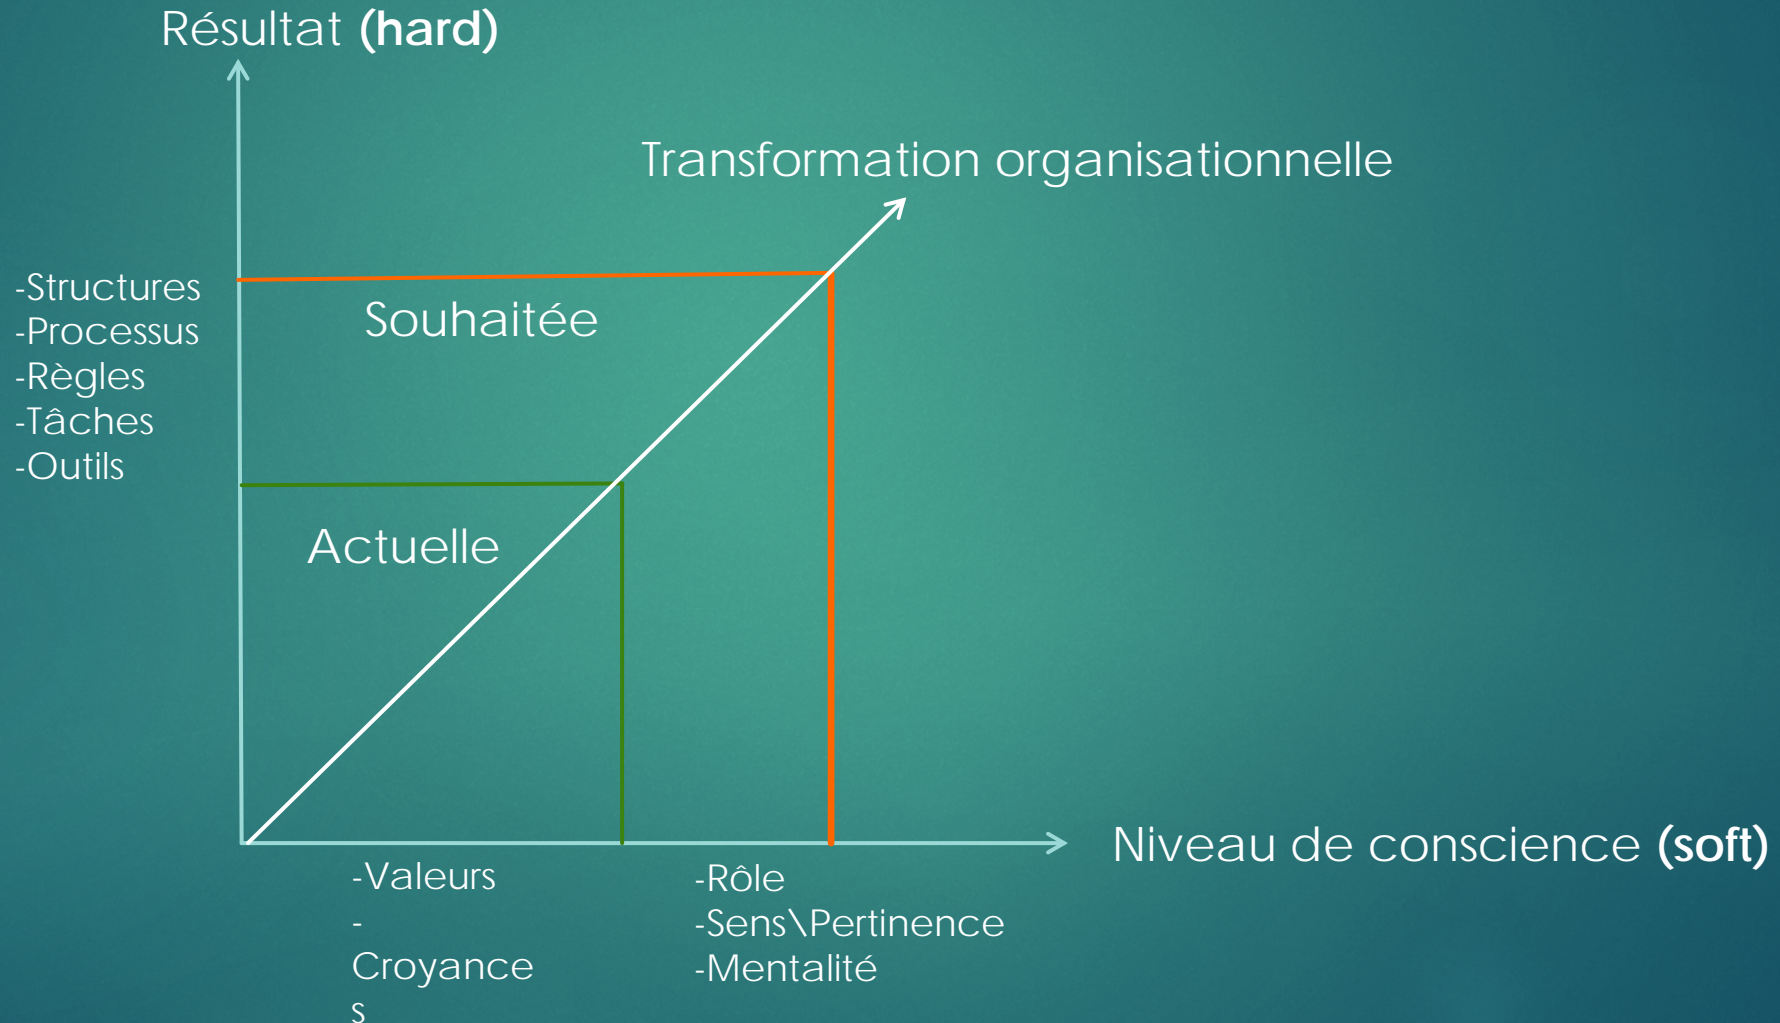 Résultat (hard)
Transformation organisationnelle
-Structures
-Processus
-Règles
-Tâches
-Outils
Souhaitée
Actuelle
Niveau de conscience (soft)
-Valeurs
-
Croyance
s
-Rôle
-Sens\Pertinence
-Mentalité